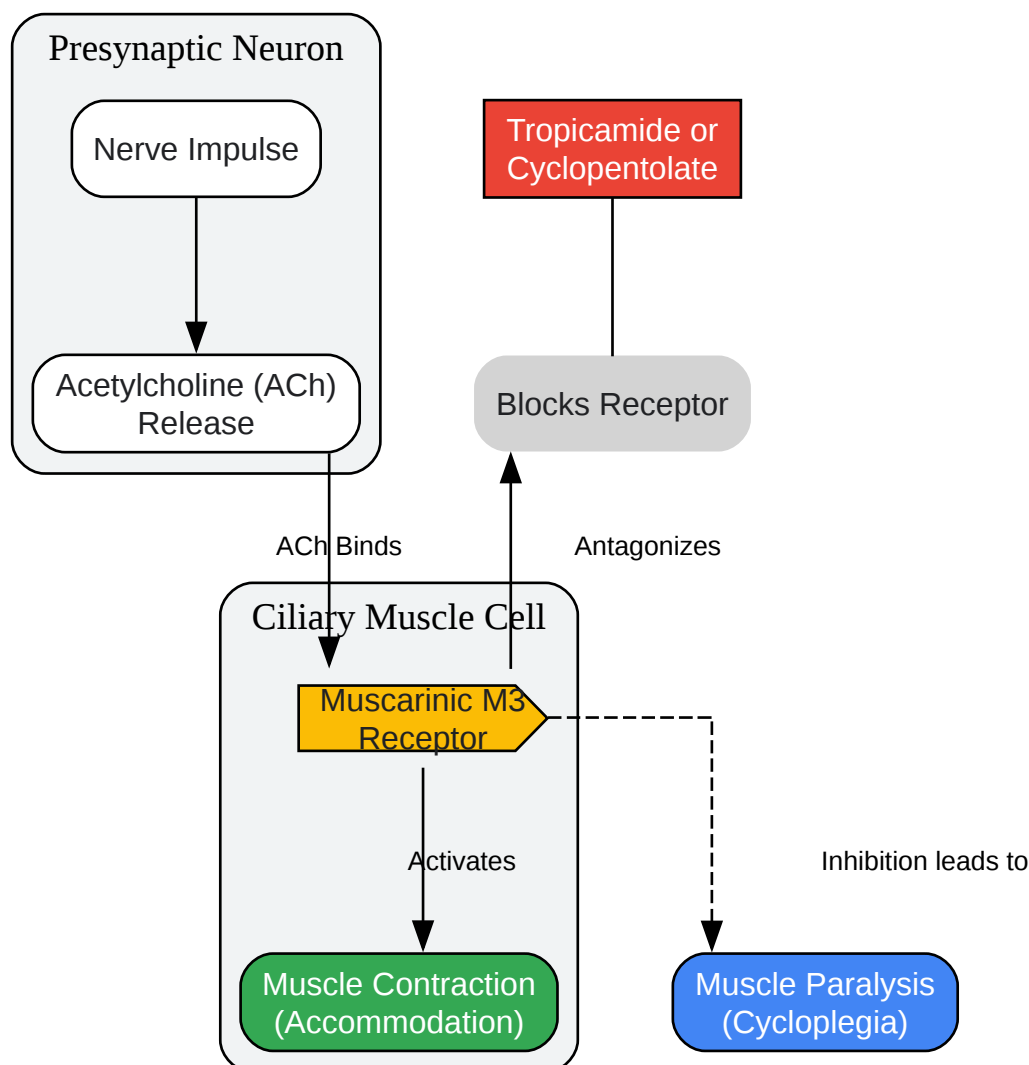 Presynaptic Neuron
Nerve Impulse
Tropicamide or
Cyclopentolate
Acetylcholine (ACh)
Release
Blocks Receptor
ACh Binds
Antagonizes
Ciliary Muscle Cell
Muscarinic M3
Receptor
Activates
Inhibition leads to
Muscle Contraction
(Accommodation)
Muscle Paralysis
(Cycloplegia)